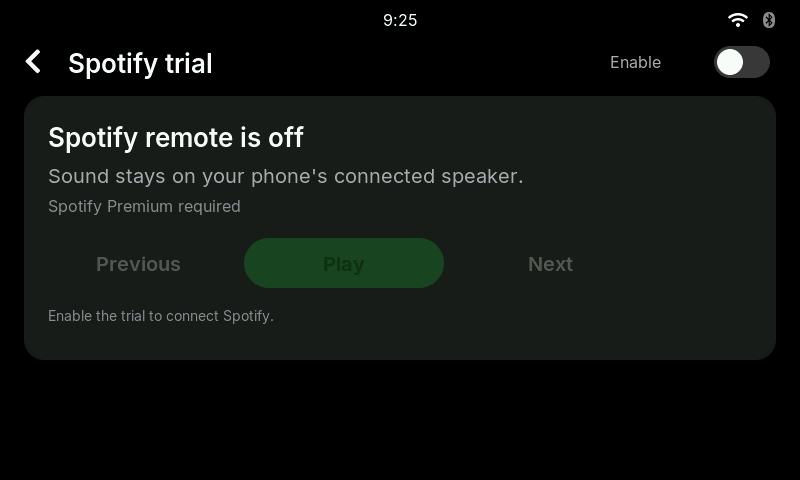 9:25
Spotify trial
Enable
Spotify remote is off
Sound stays on your phone's connected speaker.
Spotify Premium required
Previous
Play
Next
Enable the trial to connect Spotify.